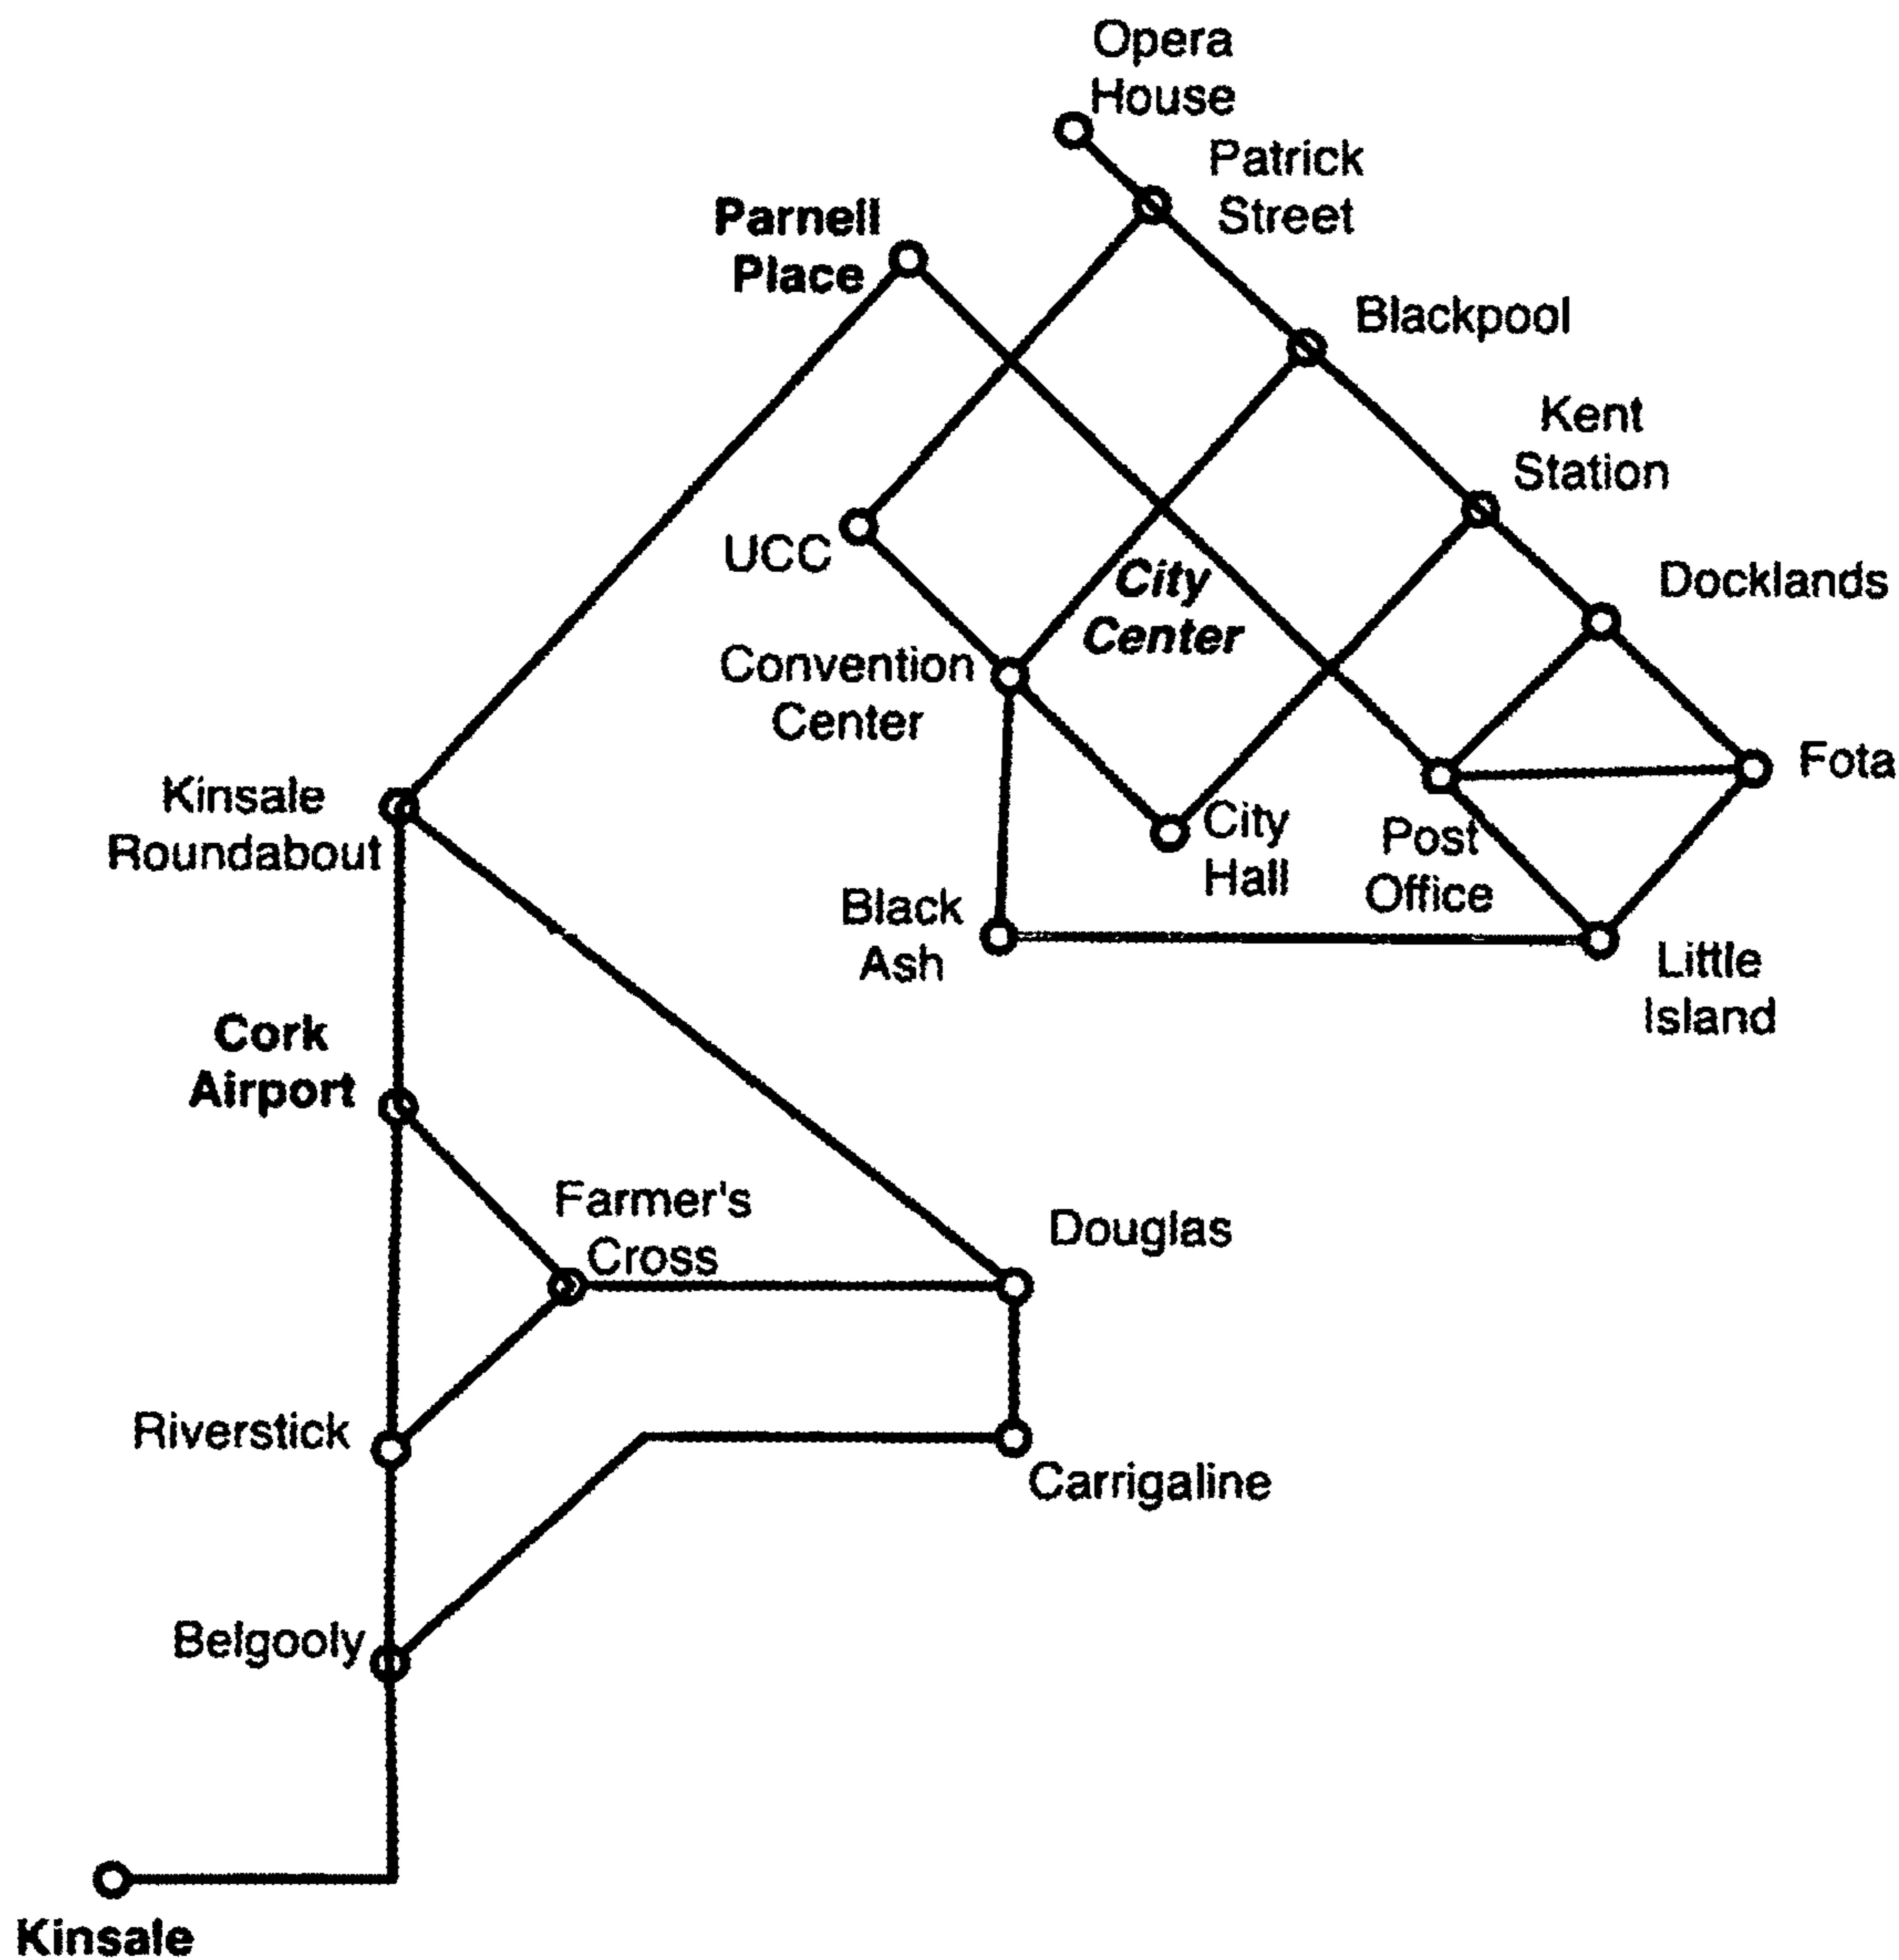 Opera
House
Patrick
Street
Parnell
Place
Blackpool
Kent
Station
UCC
City
Center
Docklands
Convention
Center
Kinsale
Roundabout
Fota
City
Hall
Post
Office
Black
Ash
Little
Island
Cork
Airport
Farmer's
Cross
Douglas
Riverstick
Carrigaline
Belgooly
Kinsale